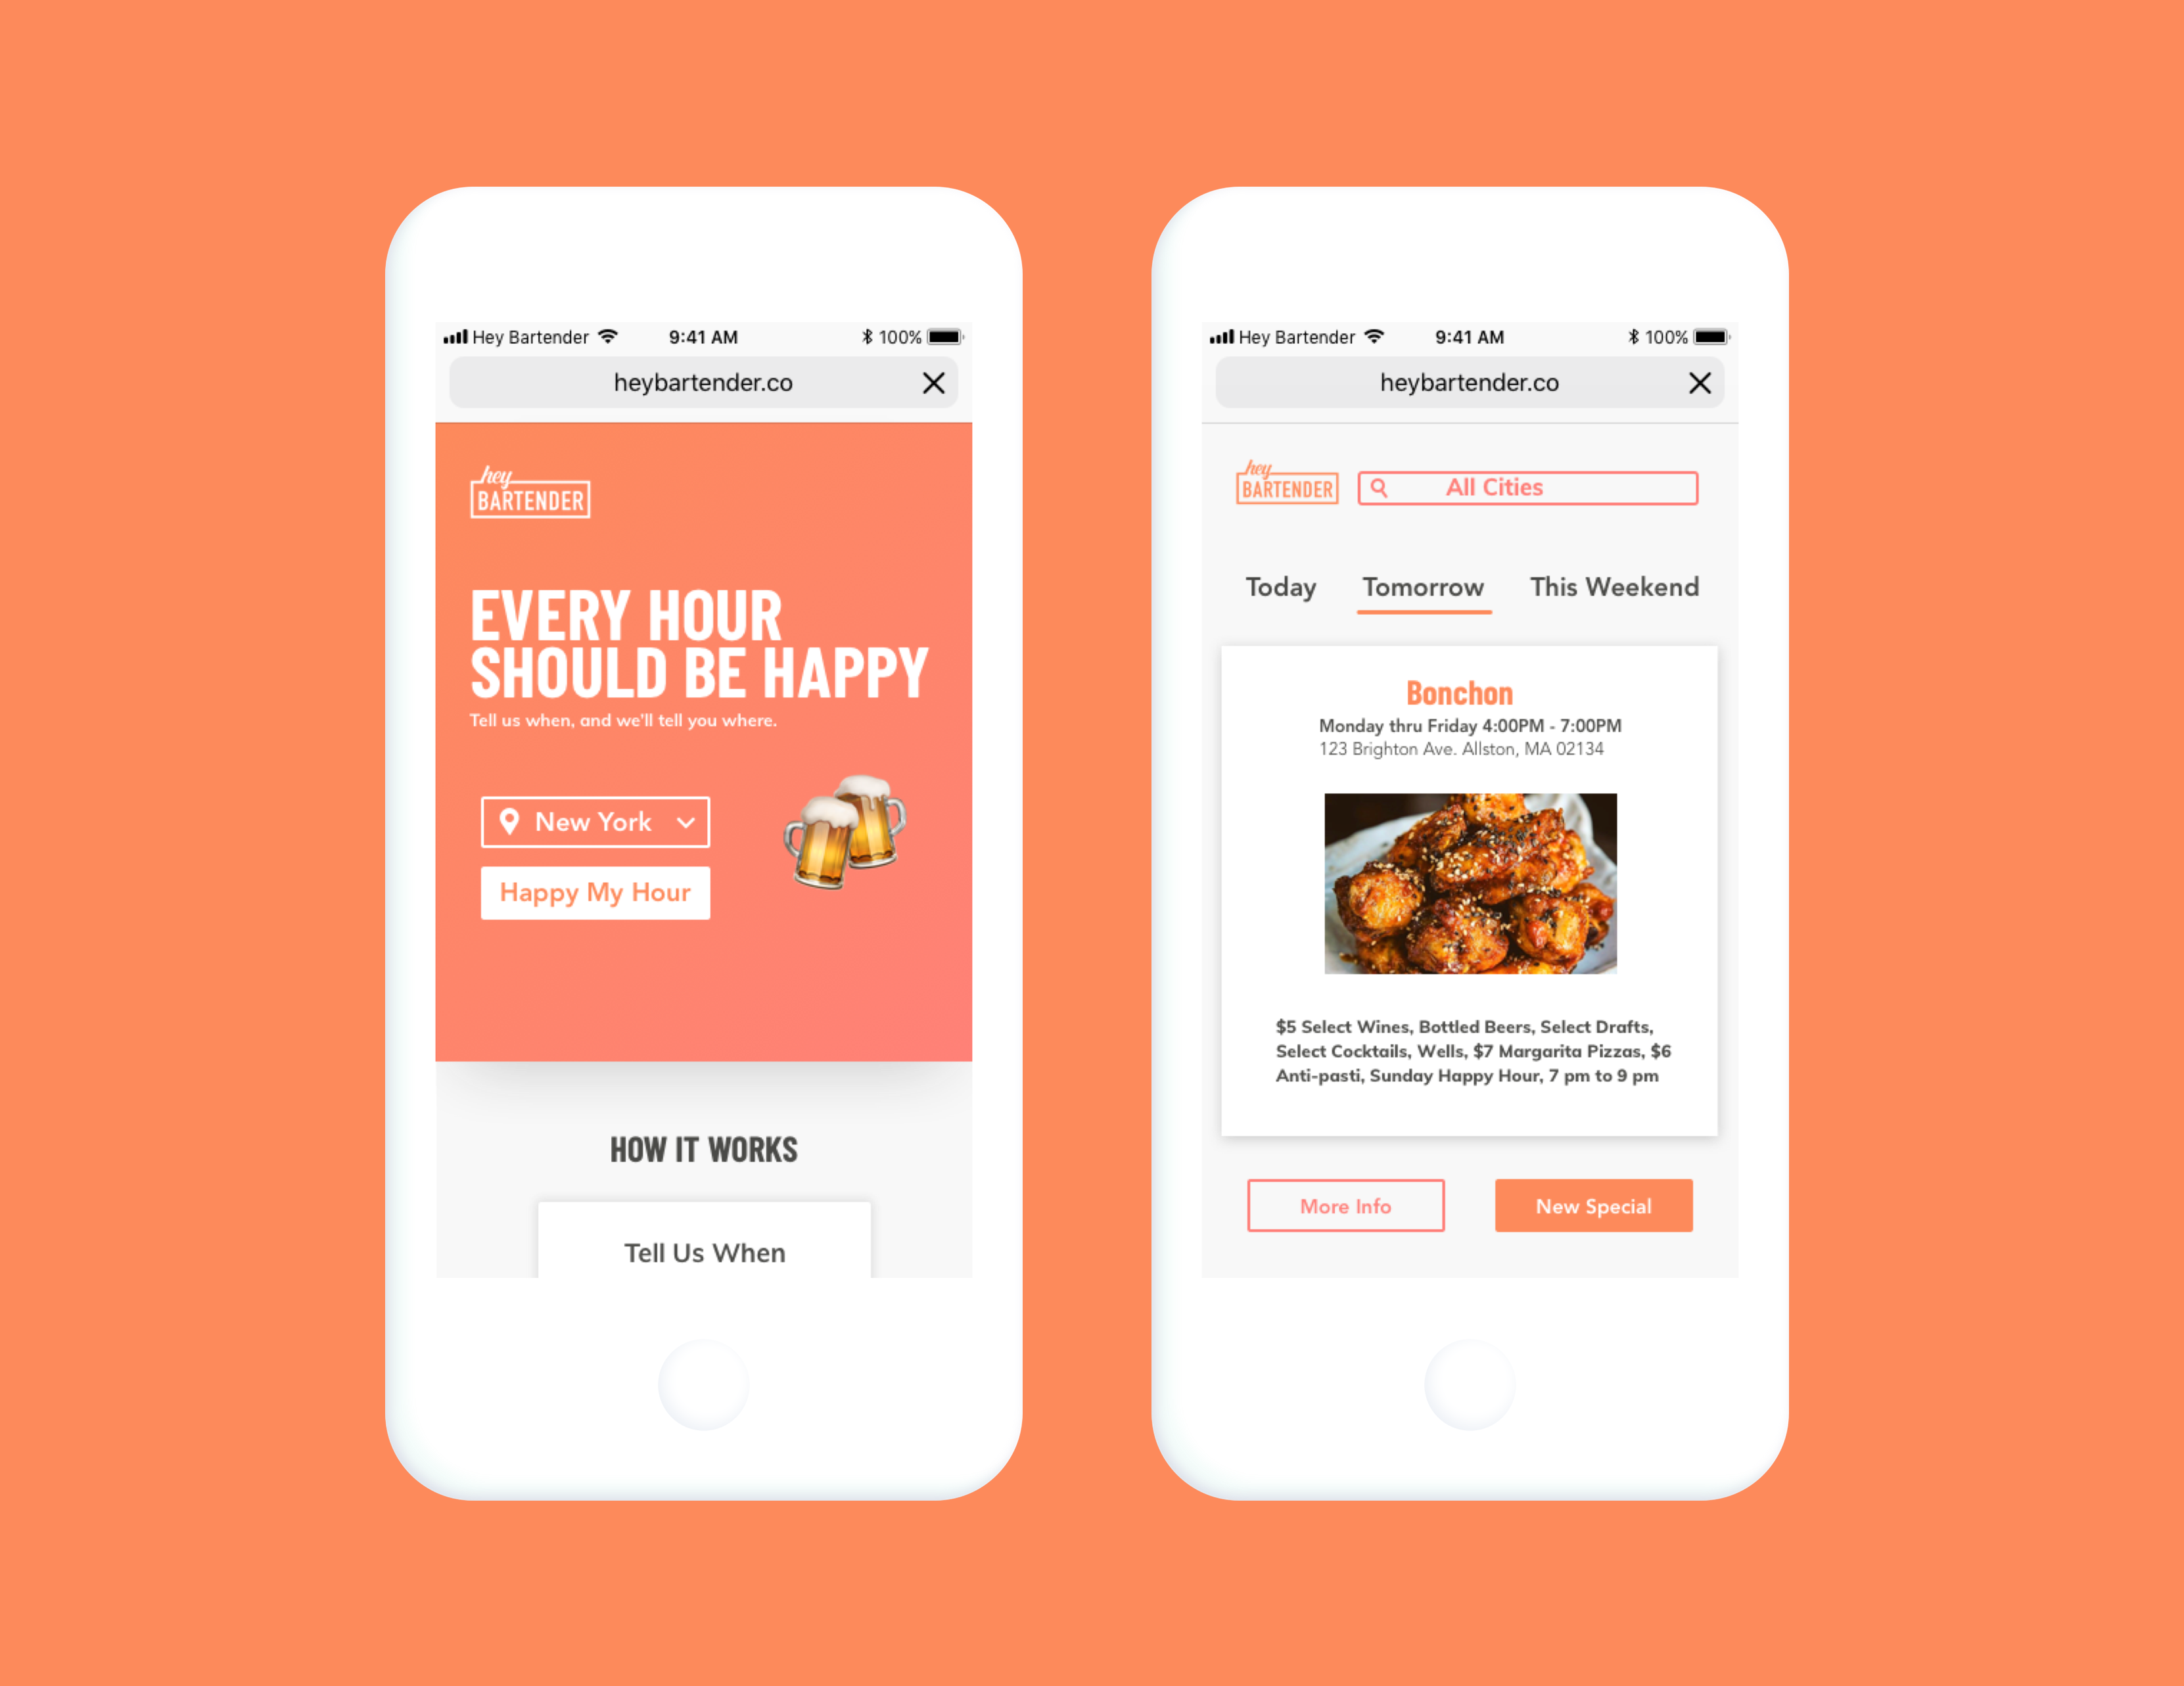 Hey Bartender 9:41 AM 100%
heybartender.co
hey
BARTENDER
EVERY HOUR
SHOULD BE HAPPY
Tell us when, and we'll tell you where.
New York
Happy My Hour
HOW IT WORKS
Tell Us When
Hey Bartender 9:41 AM 100%
heybartender.co
hey
BARTENDER
All Cities
Today Tomorrow This Weekend
Bonchon
Monday thru Friday 4:00PM - 7:00PM
123 Brighton Ave. Allston, MA 02134
$5 Select Wines, Bottled Beers, Select Drafts,
Select Cocktails, Wells, $7 Margarita Pizzas, $6
Anti-pasti, Sunday Happy Hour, 7 pm to 9 pm
More Info New Special